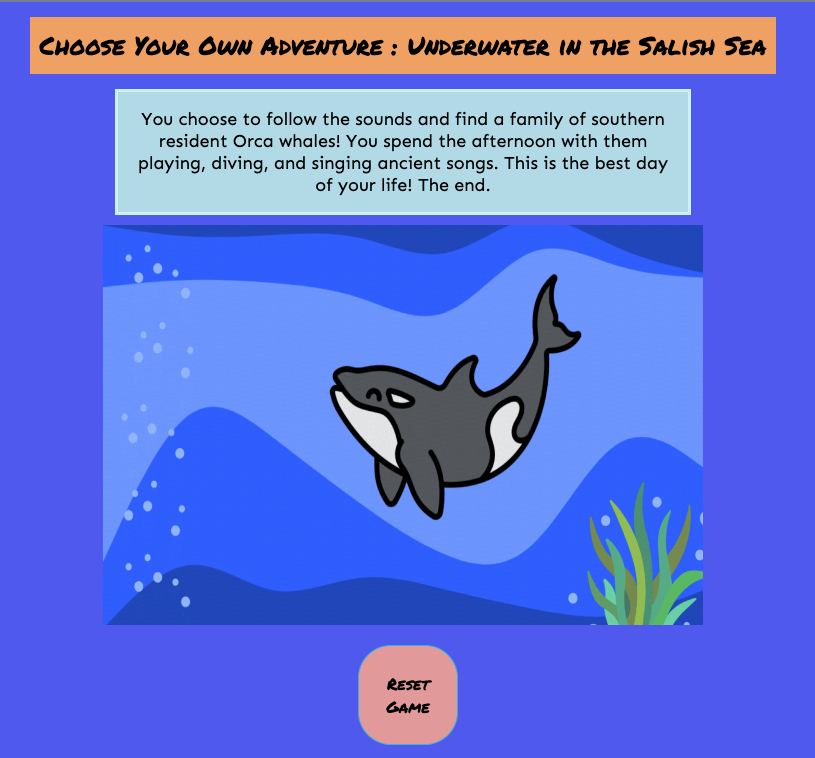 Choose Your Own Adventure : Underwater in the Salish Sea
You choose to follow the sounds and find a family of southern
resident Orca whales! You spend the afternoon with them
playing, diving, and singing ancient songs. This is the best day
of your life! The end.
Reset
Game